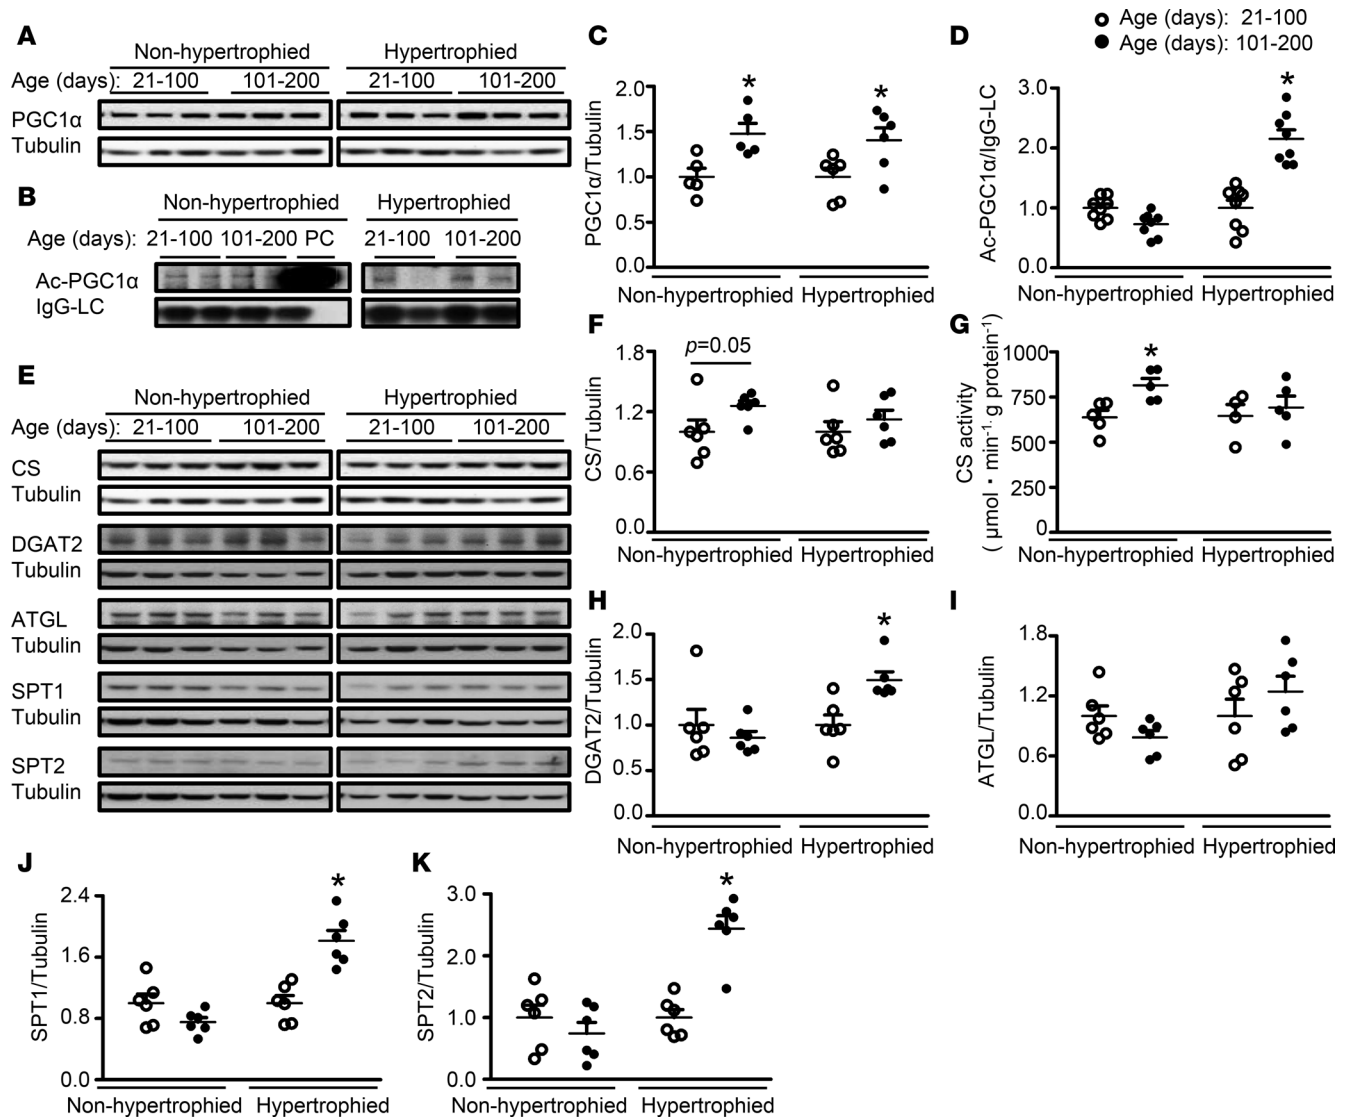 Age (days): 21-100
Age (days): 101-200
A
Non-hypertrophied Hypertrophied
Age (days): 21-100 101-200 21-100 101-200
PGC1α
Tubulin
B
Non-hypertrophied Hypertrophied
Age (days): 21-100 101-200 PC 21-100 101-200
Ac-PGC1α
IgG-LC
C
PGC1α/Tubulin
2.0
1.5
1.0
0.5
0.0
*
*
Non-hypertrophied Hypertrophied
D
Ac-PGC1α/IgG-LC
3.0
2.0
1.0
0.0
*
Non-hypertrophied Hypertrophied
E
Non-hypertrophied Hypertrophied
Age (days): 21-100 101-200 21-100 101-200
CS
Tubulin
DGAT2
Tubulin
ATGL
Tubulin
SPT1
Tubulin
SPT2
Tubulin
F
CS/Tubulin
1.8
1.2
0.6
0.0
p=0.05
Non-hypertrophied Hypertrophied
G
CS activity
( μmol・min⁻¹· g protein⁻¹)
1000
750
500
250
0
*
Non-hypertrophied Hypertrophied
H
DGAT2/Tubulin
2.0
1.5
1.0
0.5
0.0
*
Non-hypertrophied Hypertrophied
I
ATGL/Tubulin
1.8
1.2
0.6
0.0
Non-hypertrophied Hypertrophied
J
SPT1/Tubulin
2.4
1.6
0.8
0.0
*
Non-hypertrophied Hypertrophied
K
SPT2/Tubulin
3.0
2.0
1.0
0.0
*
Non-hypertrophied Hypertrophied